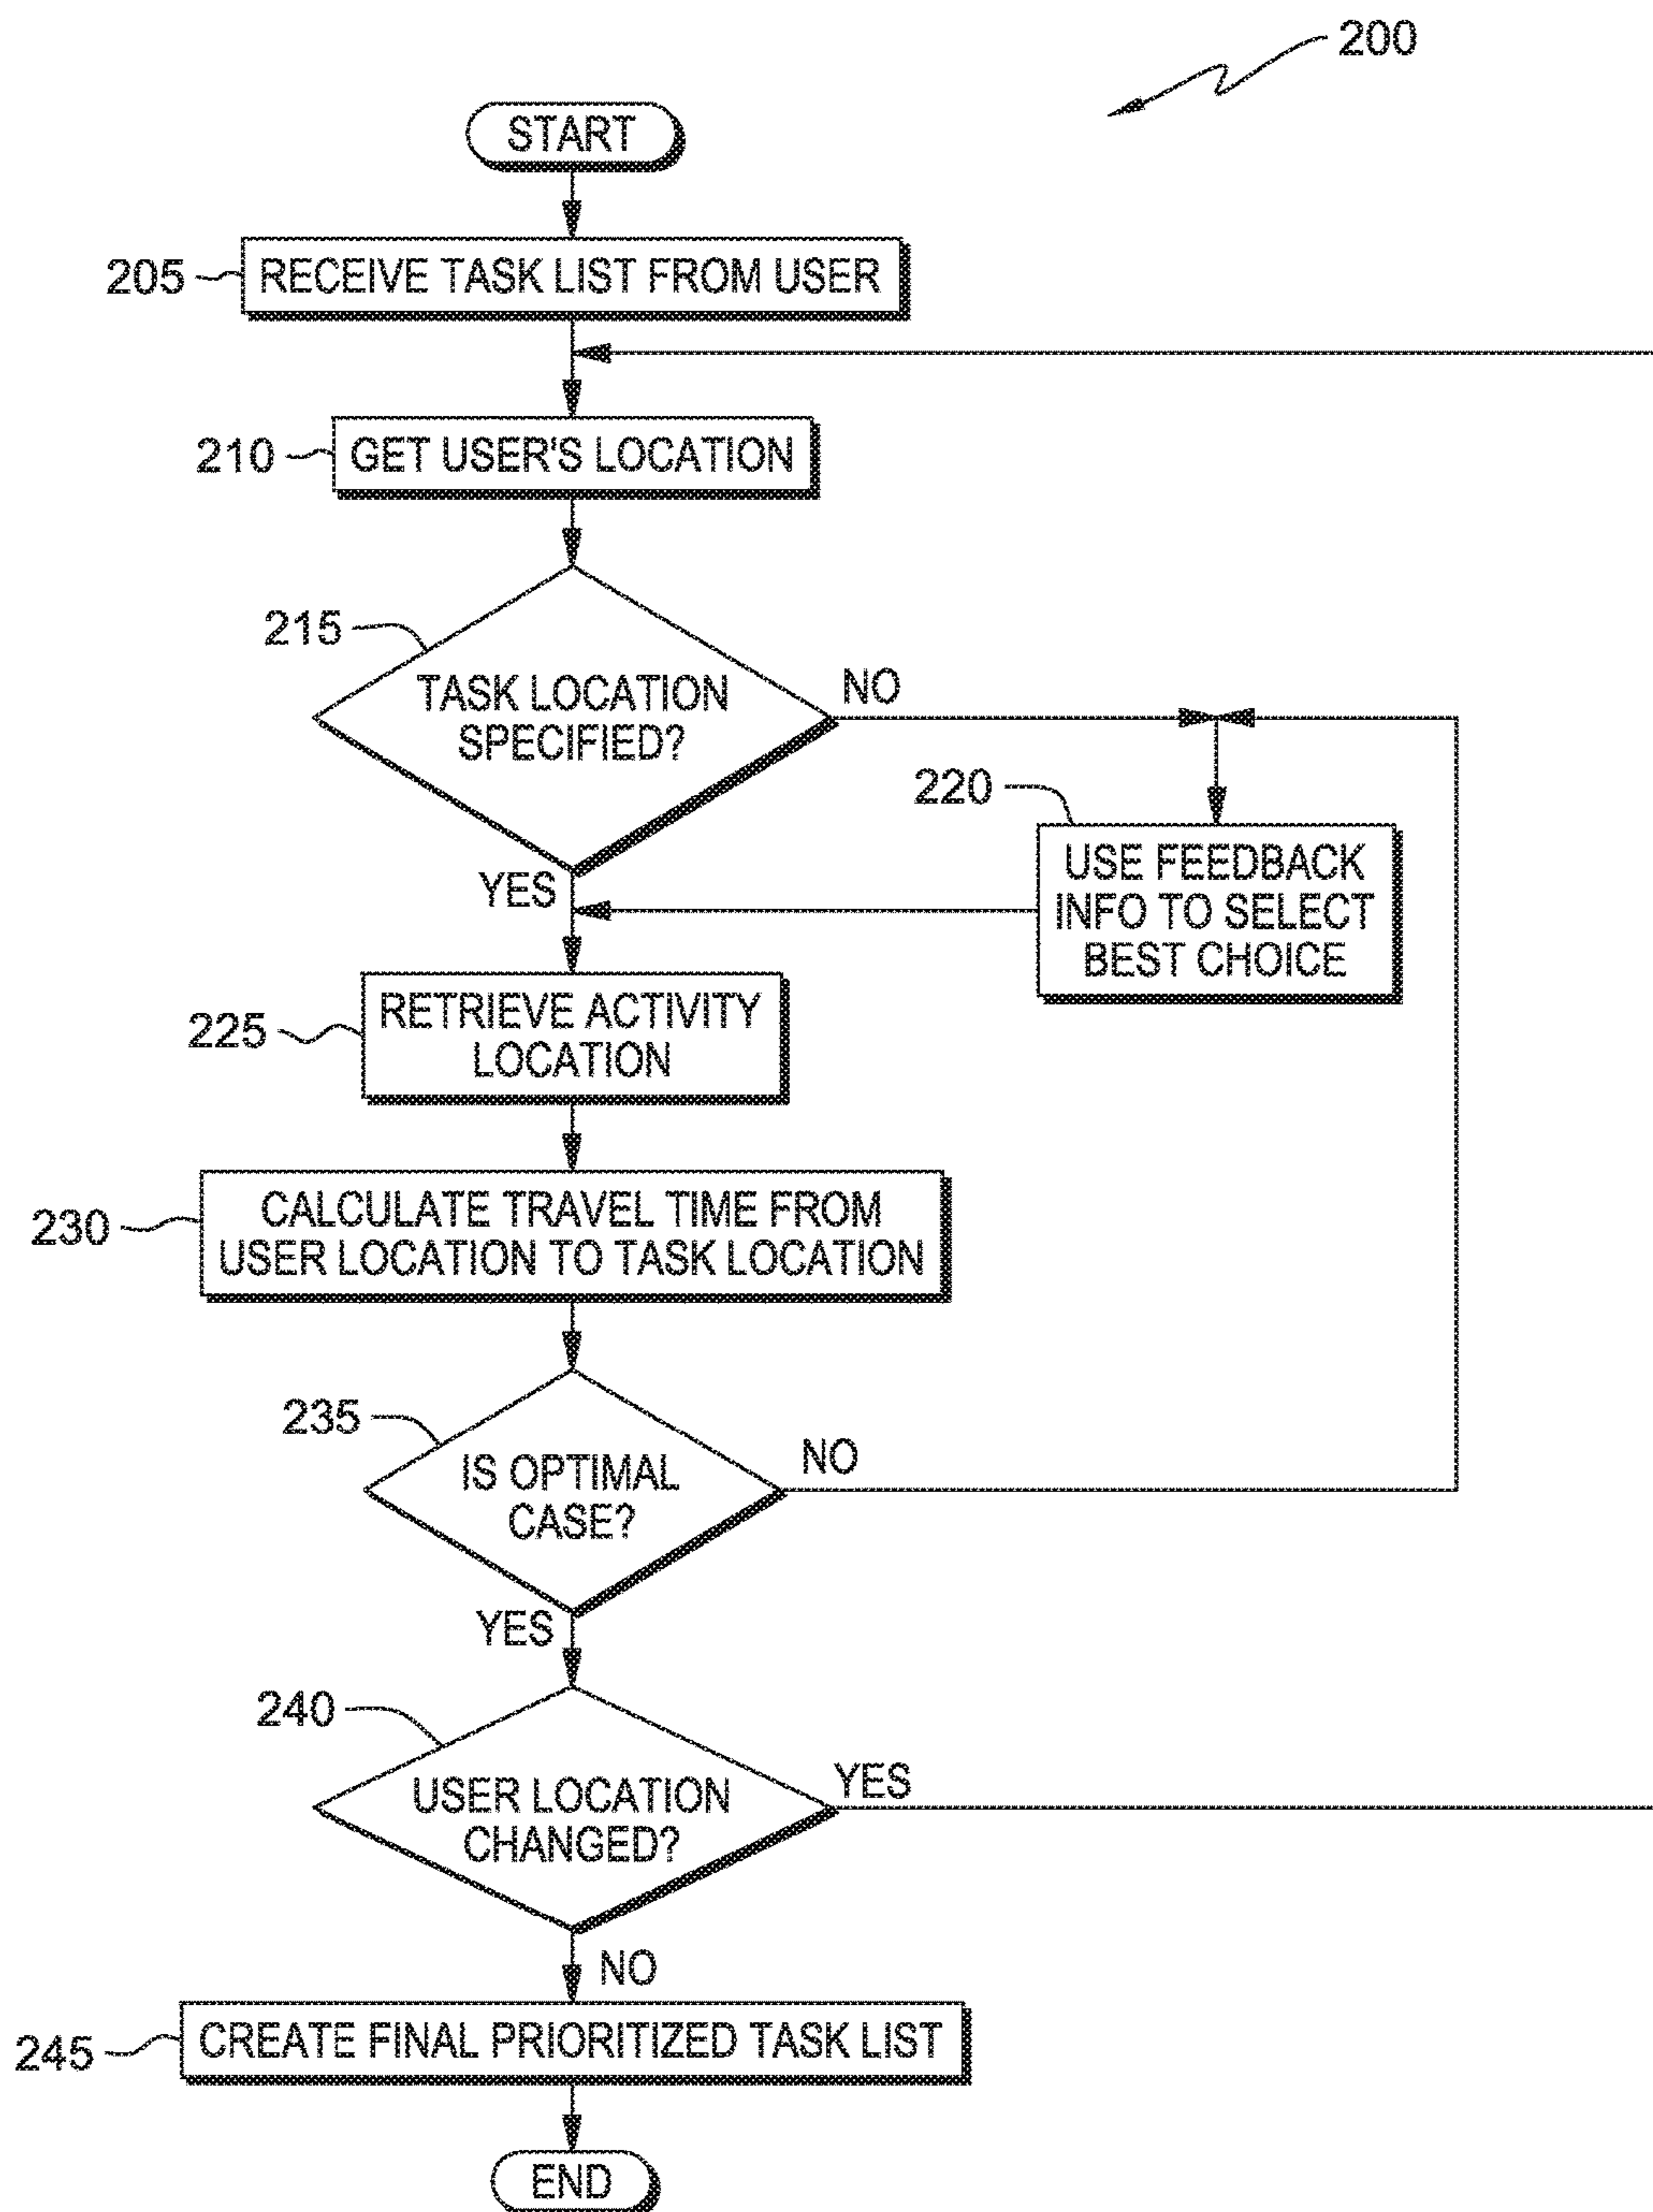 200
START
205
RECEIVE TASK LIST FROM USER
210
GET USER'S LOCATION
215
TASK LOCATION
SPECIFIED?
NO
YES
220
USE FEEDBACK
INFO TO SELECT
BEST CHOICE
225
RETRIEVE ACTIVITY
LOCATION
230
CALCULATE TRAVEL TIME FROM
USER LOCATION TO TASK LOCATION
235
IS OPTIMAL
CASE?
NO
YES
240
USER LOCATION
CHANGED?
YES
NO
245
CREATE FINAL PRIORITIZED TASK LIST
END